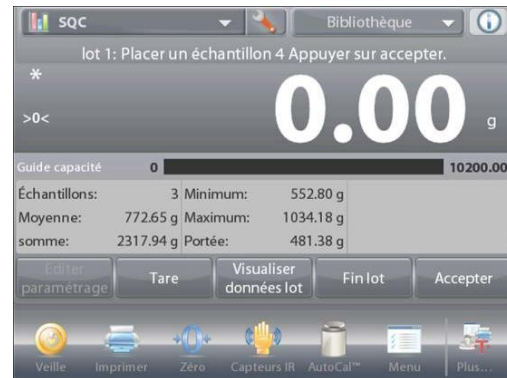 SQC Bibliothèque
lot 1: Placer un échantillon 4 Appuyer sur accepter.
*
>0< 0.00 g
Guide capacité 0 10200.00
Échantillons: 3 Minimum: 552.80 g
Moyenne: 772.65 g Maximum: 1034.18 g
somme: 2317.94 g Portée: 481.38 g
Editer paramétrage
Tare
Visualiser données lot
Fin lot
Accepter
Veille Imprimer Zéro Capteurs IR AutoCal™ Menu Plus...